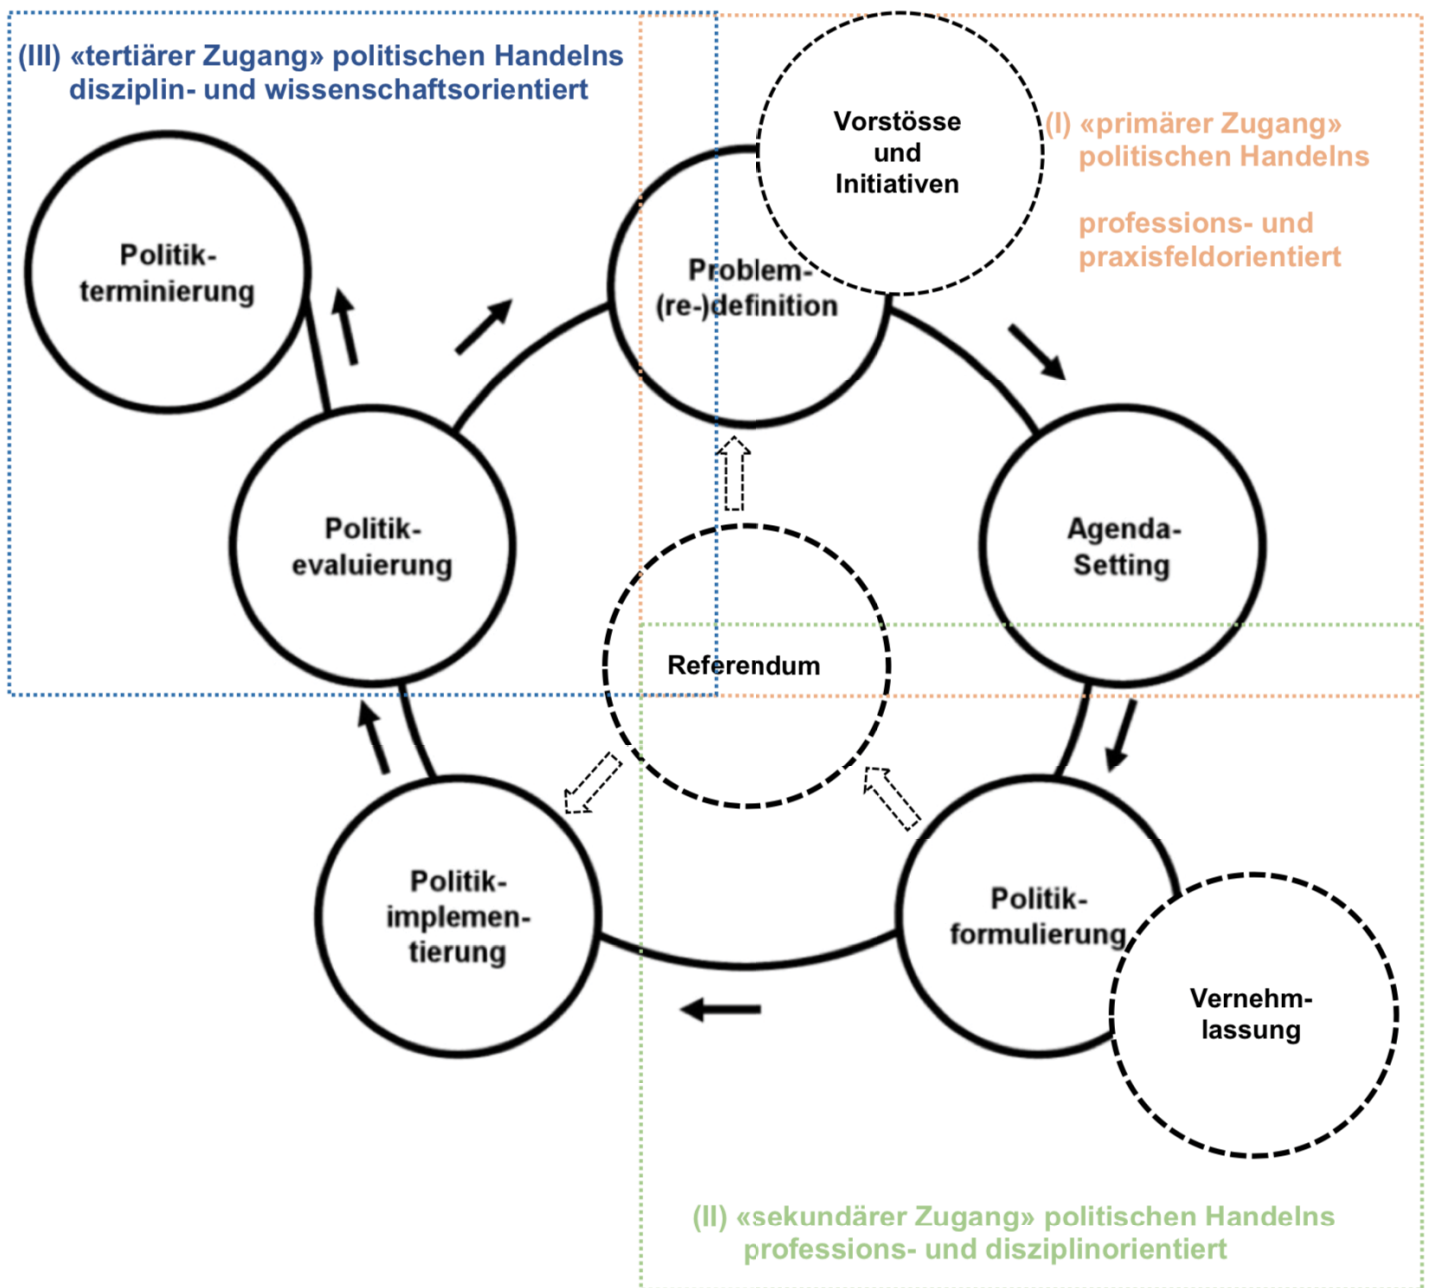 (III) «tertiärer Zugang» politischen Handelns
disziplin- und wissenschaftsorientiert
Vorstösse
und
Initiativen
(I) «primärer Zugang»
politischen Handelns
professions- und
praxisfeldorientiert
Politik-
terminierung
Problem-
(re-)definition
Politik-
evaluierung
Agenda-
Setting
Referendum
Politik-
implemen-
tierung
Politik-
formulierung
Vernehm-
lassung
(II) «sekundärer Zugang» politischen Handelns
professions- und disziplinorientiert